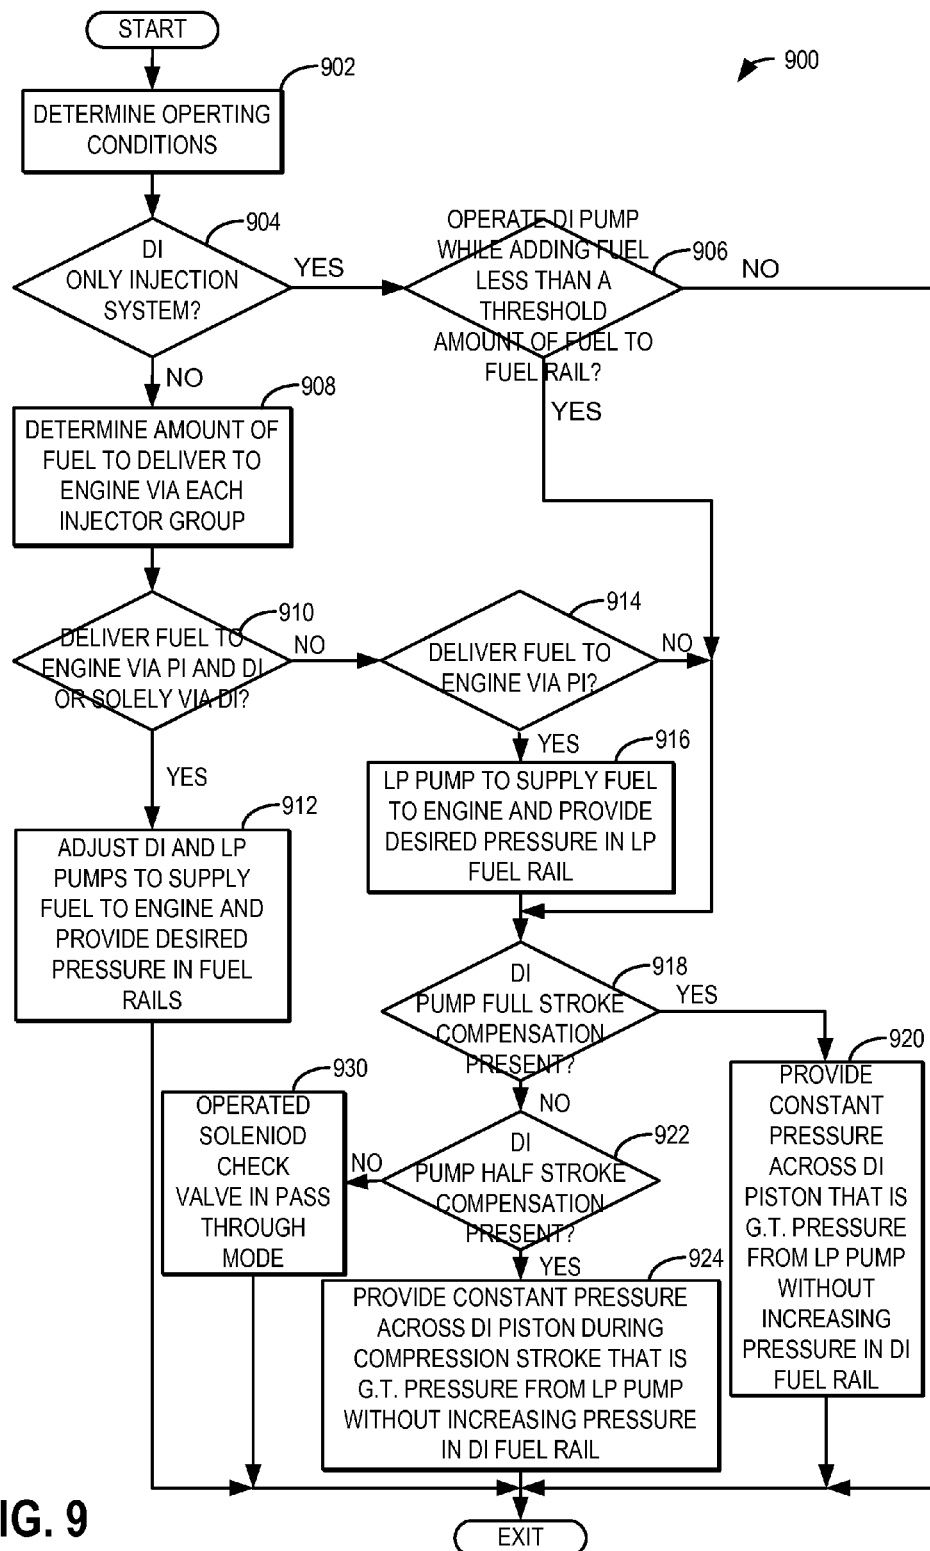 START
900
902
DETERMINE OPERTING
CONDITIONS
904
DI
ONLY INJECTION
SYSTEM?
YES
NO
OPERATE DI PUMP
WHILE ADDING FUEL
LESS THAN A
THRESHOLD
AMOUNT OF FUEL TO
FUEL RAIL?
906
NO
YES
908
DETERMINE AMOUNT OF
FUEL TO DELIVER TO
ENGINE VIA EACH
INJECTOR GROUP
910
DELIVER FUEL TO
ENGINE VIA PI AND DI
OR SOLELY VIA DI?
NO
YES
914
DELIVER FUEL TO
ENGINE VIA PI?
NO
YES
912
ADJUST DI AND LP
PUMPS TO SUPPLY
FUEL TO ENGINE AND
PROVIDE DESIRED
PRESSURE IN FUEL
RAILS
916
LP PUMP TO SUPPLY FUEL
TO ENGINE AND PROVIDE
DESIRED PRESSURE IN LP
FUEL RAIL
918
DI
PUMP FULL STROKE
COMPENSATION
PRESENT?
YES
NO
920
PROVIDE
CONSTANT
PRESSURE
ACROSS DI
PISTON THAT IS
G.T. PRESSURE
FROM LP PUMP
WITHOUT
INCREASING
PRESSURE IN DI
FUEL RAIL
922
DI
PUMP HALF STROKE
COMPENSATION
PRESENT?
NO
YES
930
OPERATED
SOLENIOD
CHECK
VALVE IN PASS
THROUGH
MODE
924
PROVIDE CONSTANT PRESSURE
ACROSS DI PISTON DURING
COMPRESSION STROKE THAT IS
G.T. PRESSURE FROM LP PUMP
WITHOUT INCREASING PRESSURE
IN DI FUEL RAIL
EXIT
IG. 9